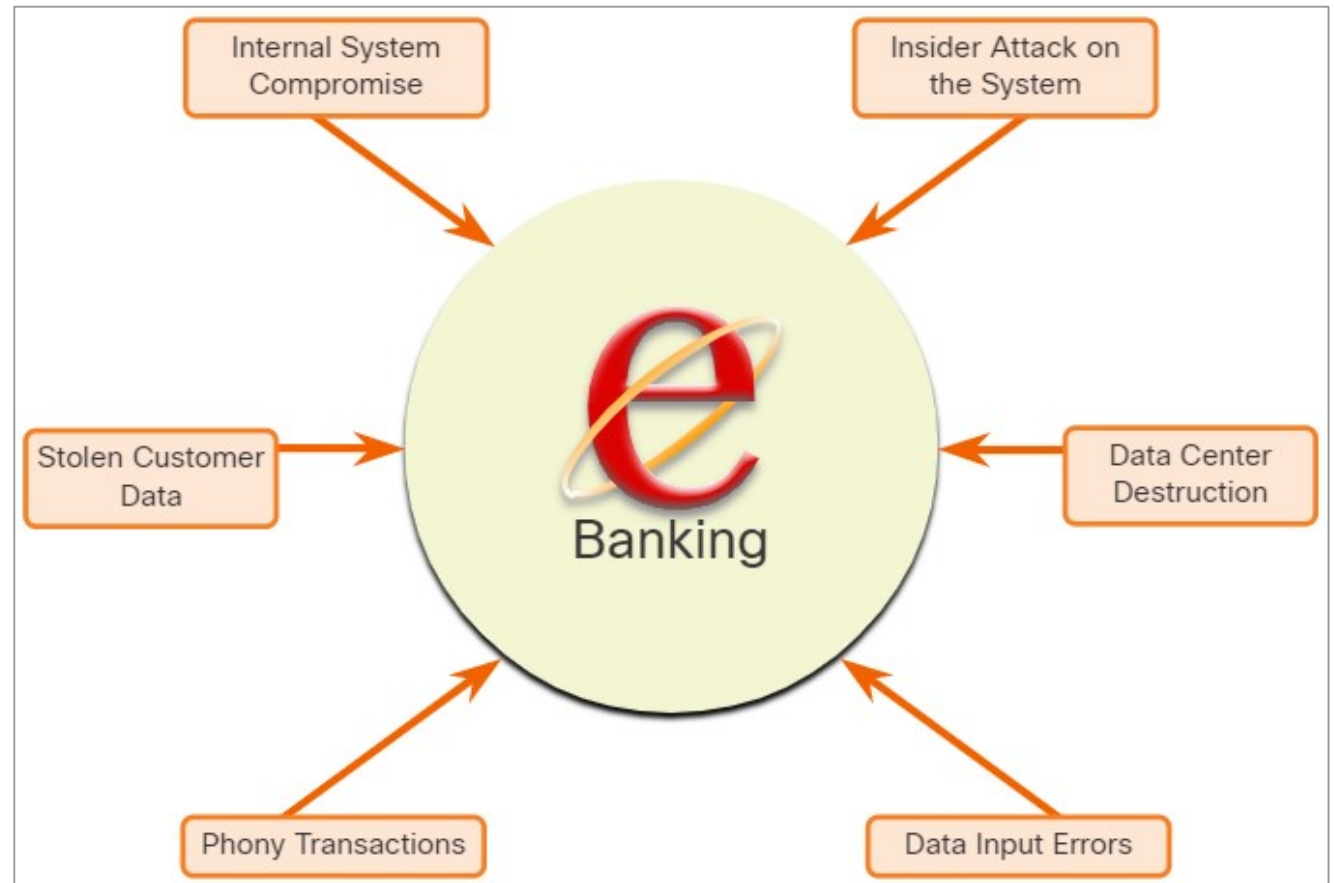 Internal System
Compromise
Insider Attack on
the System
Stolen Customer
Data
e
Banking
Data Center
Destruction
Phony Transactions
Data Input Errors